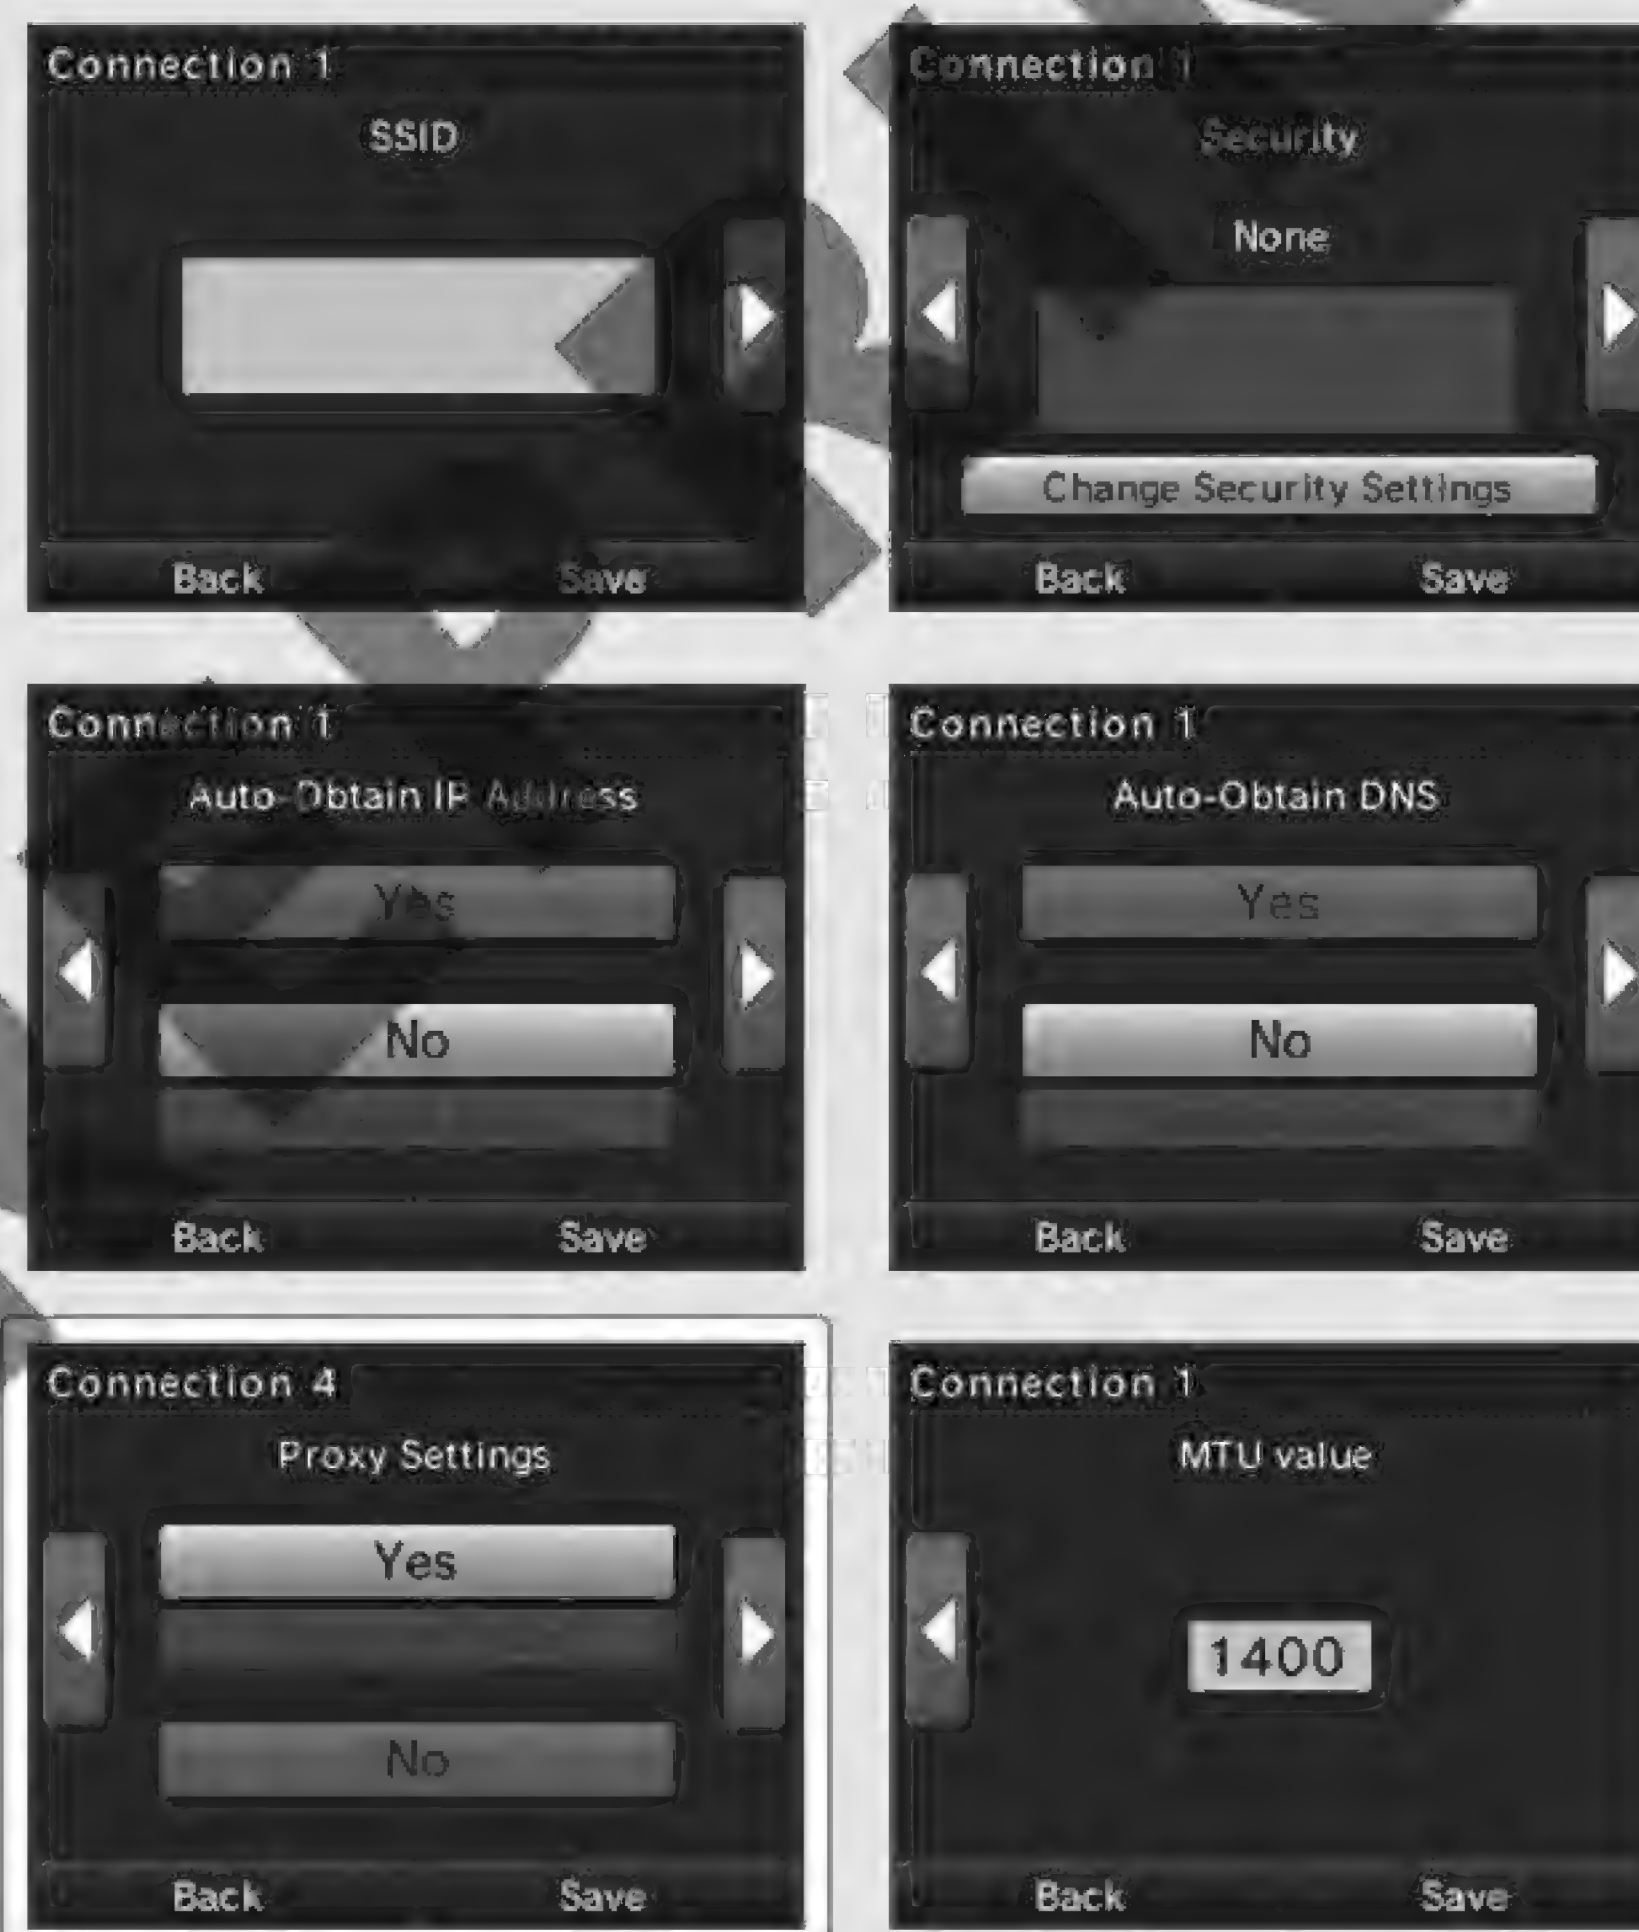 Connection 1
SSID
Back Save
Connection 1
Security
None
Change Security Settings
Back Save
Connection 1
Auto-Obtain IP Address
Yes
No
Back Save
Connection 1
Auto-Obtain DNS
Yes
No
Back Save
Connection 4
Proxy Settings
Yes
No
Back Save
Connection 1
MTU value
1400
Back Save